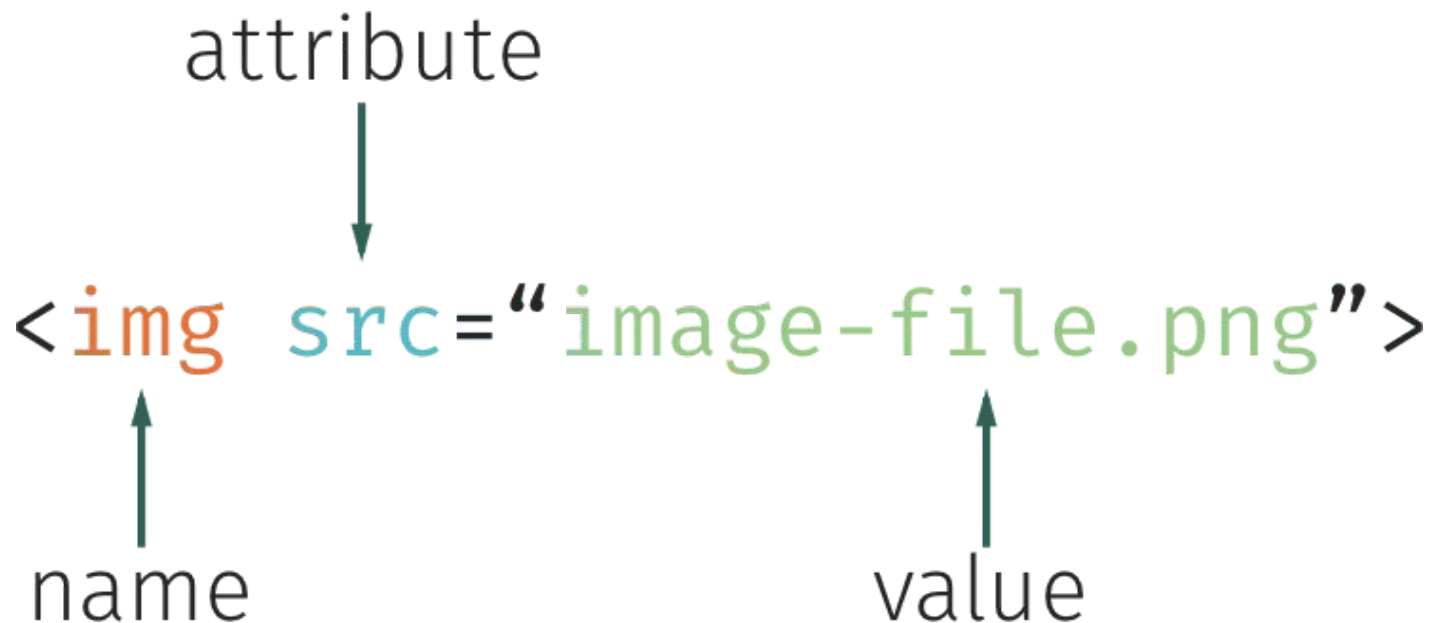 attribute
<img src=“image-file.png”>
name
value